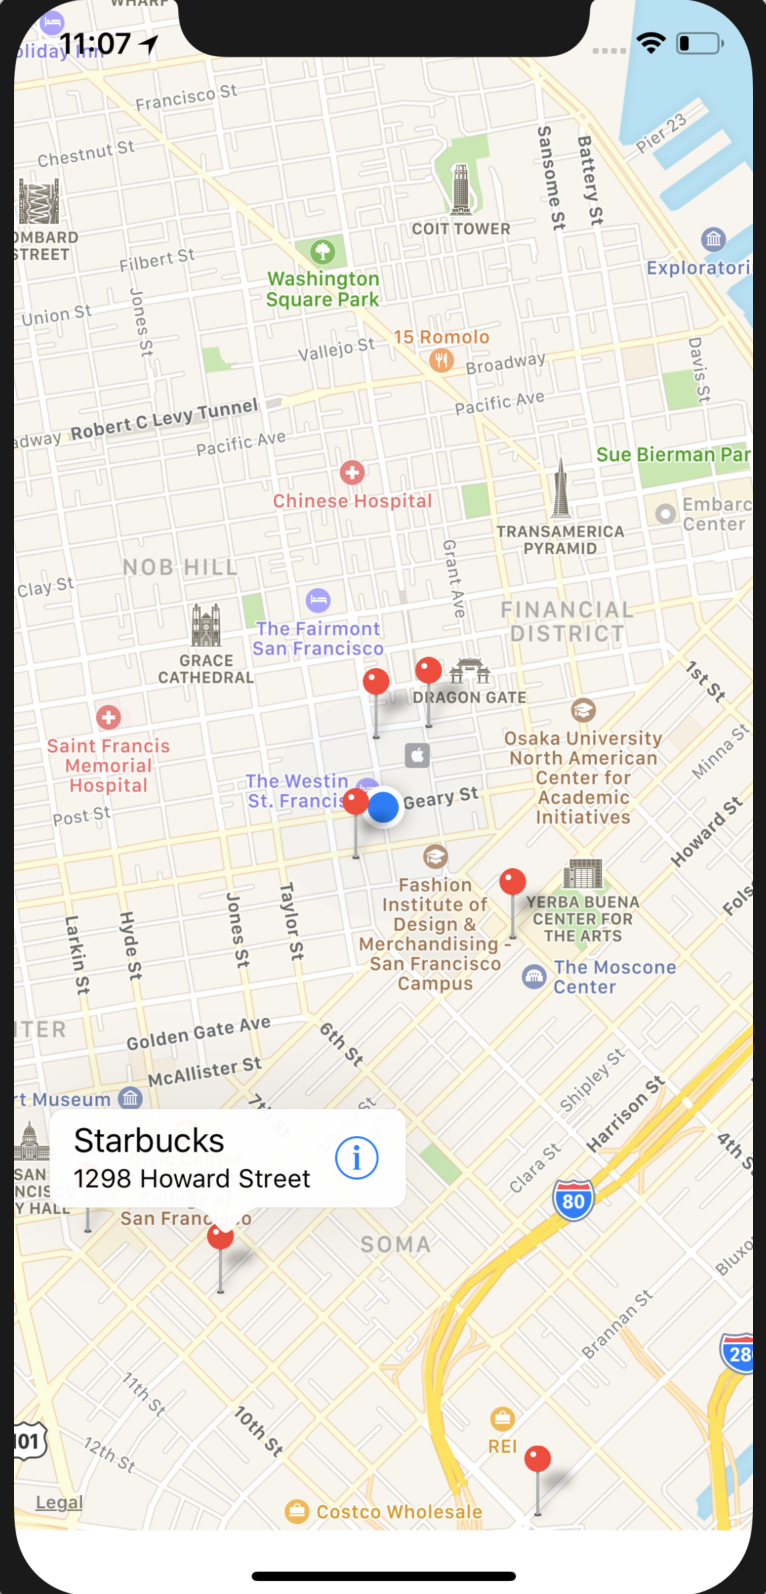 WHARF
oliday Inn
11:07
Francisco St
Chestnut St
Sansome St
Battery St
Pier 23
OMBARD
STREET
COIT TOWER
Filbert St
Washington
Square Park
Exploratori
Union St
Jones St
Vallejo St
15 Romolo
Broadway
Davis St
Pacific Ave
adway
Robert C Levy Tunnel
Pacific Ave
Sue Bierman Par
Chinese Hospital
Embarc
Center
TRANSAMERICA
PYRAMID
NOB HILL
Grant Ave
Clay St
The Fairmont
San Francisco
FINANCIAL
DISTRICT
GRACE
CATHEDRAL
DRAGON GATE
1st St
Saint Francis
Memorial
Hospital
Osaka University
North American
Center for
Academic
Initiatives
Minna St
The Westin
St. Francis
Geary St
Post St
Howard St
Fols
Fashion
Institute of
Design &
Merchandising -
San Francisco
Campus
YERBA BUENA
CENTER FOR
THE ARTS
Larkin St
Hyde St
Jones St
Taylor St
The Moscone
Center
ITER
Golden Gate Ave
6th St
McAllister St
Shipley St
Harrison St
rt Museum
7th
St
4th St
Starbucks
1298 Howard Street
Clara St
SAN
NCISC
Y HALL
80
college of
San Francisco
SOMA
Bluxo
Brannan St
280
11th St
10th St
REI
101
12th St
Legal
Costco Wholesale